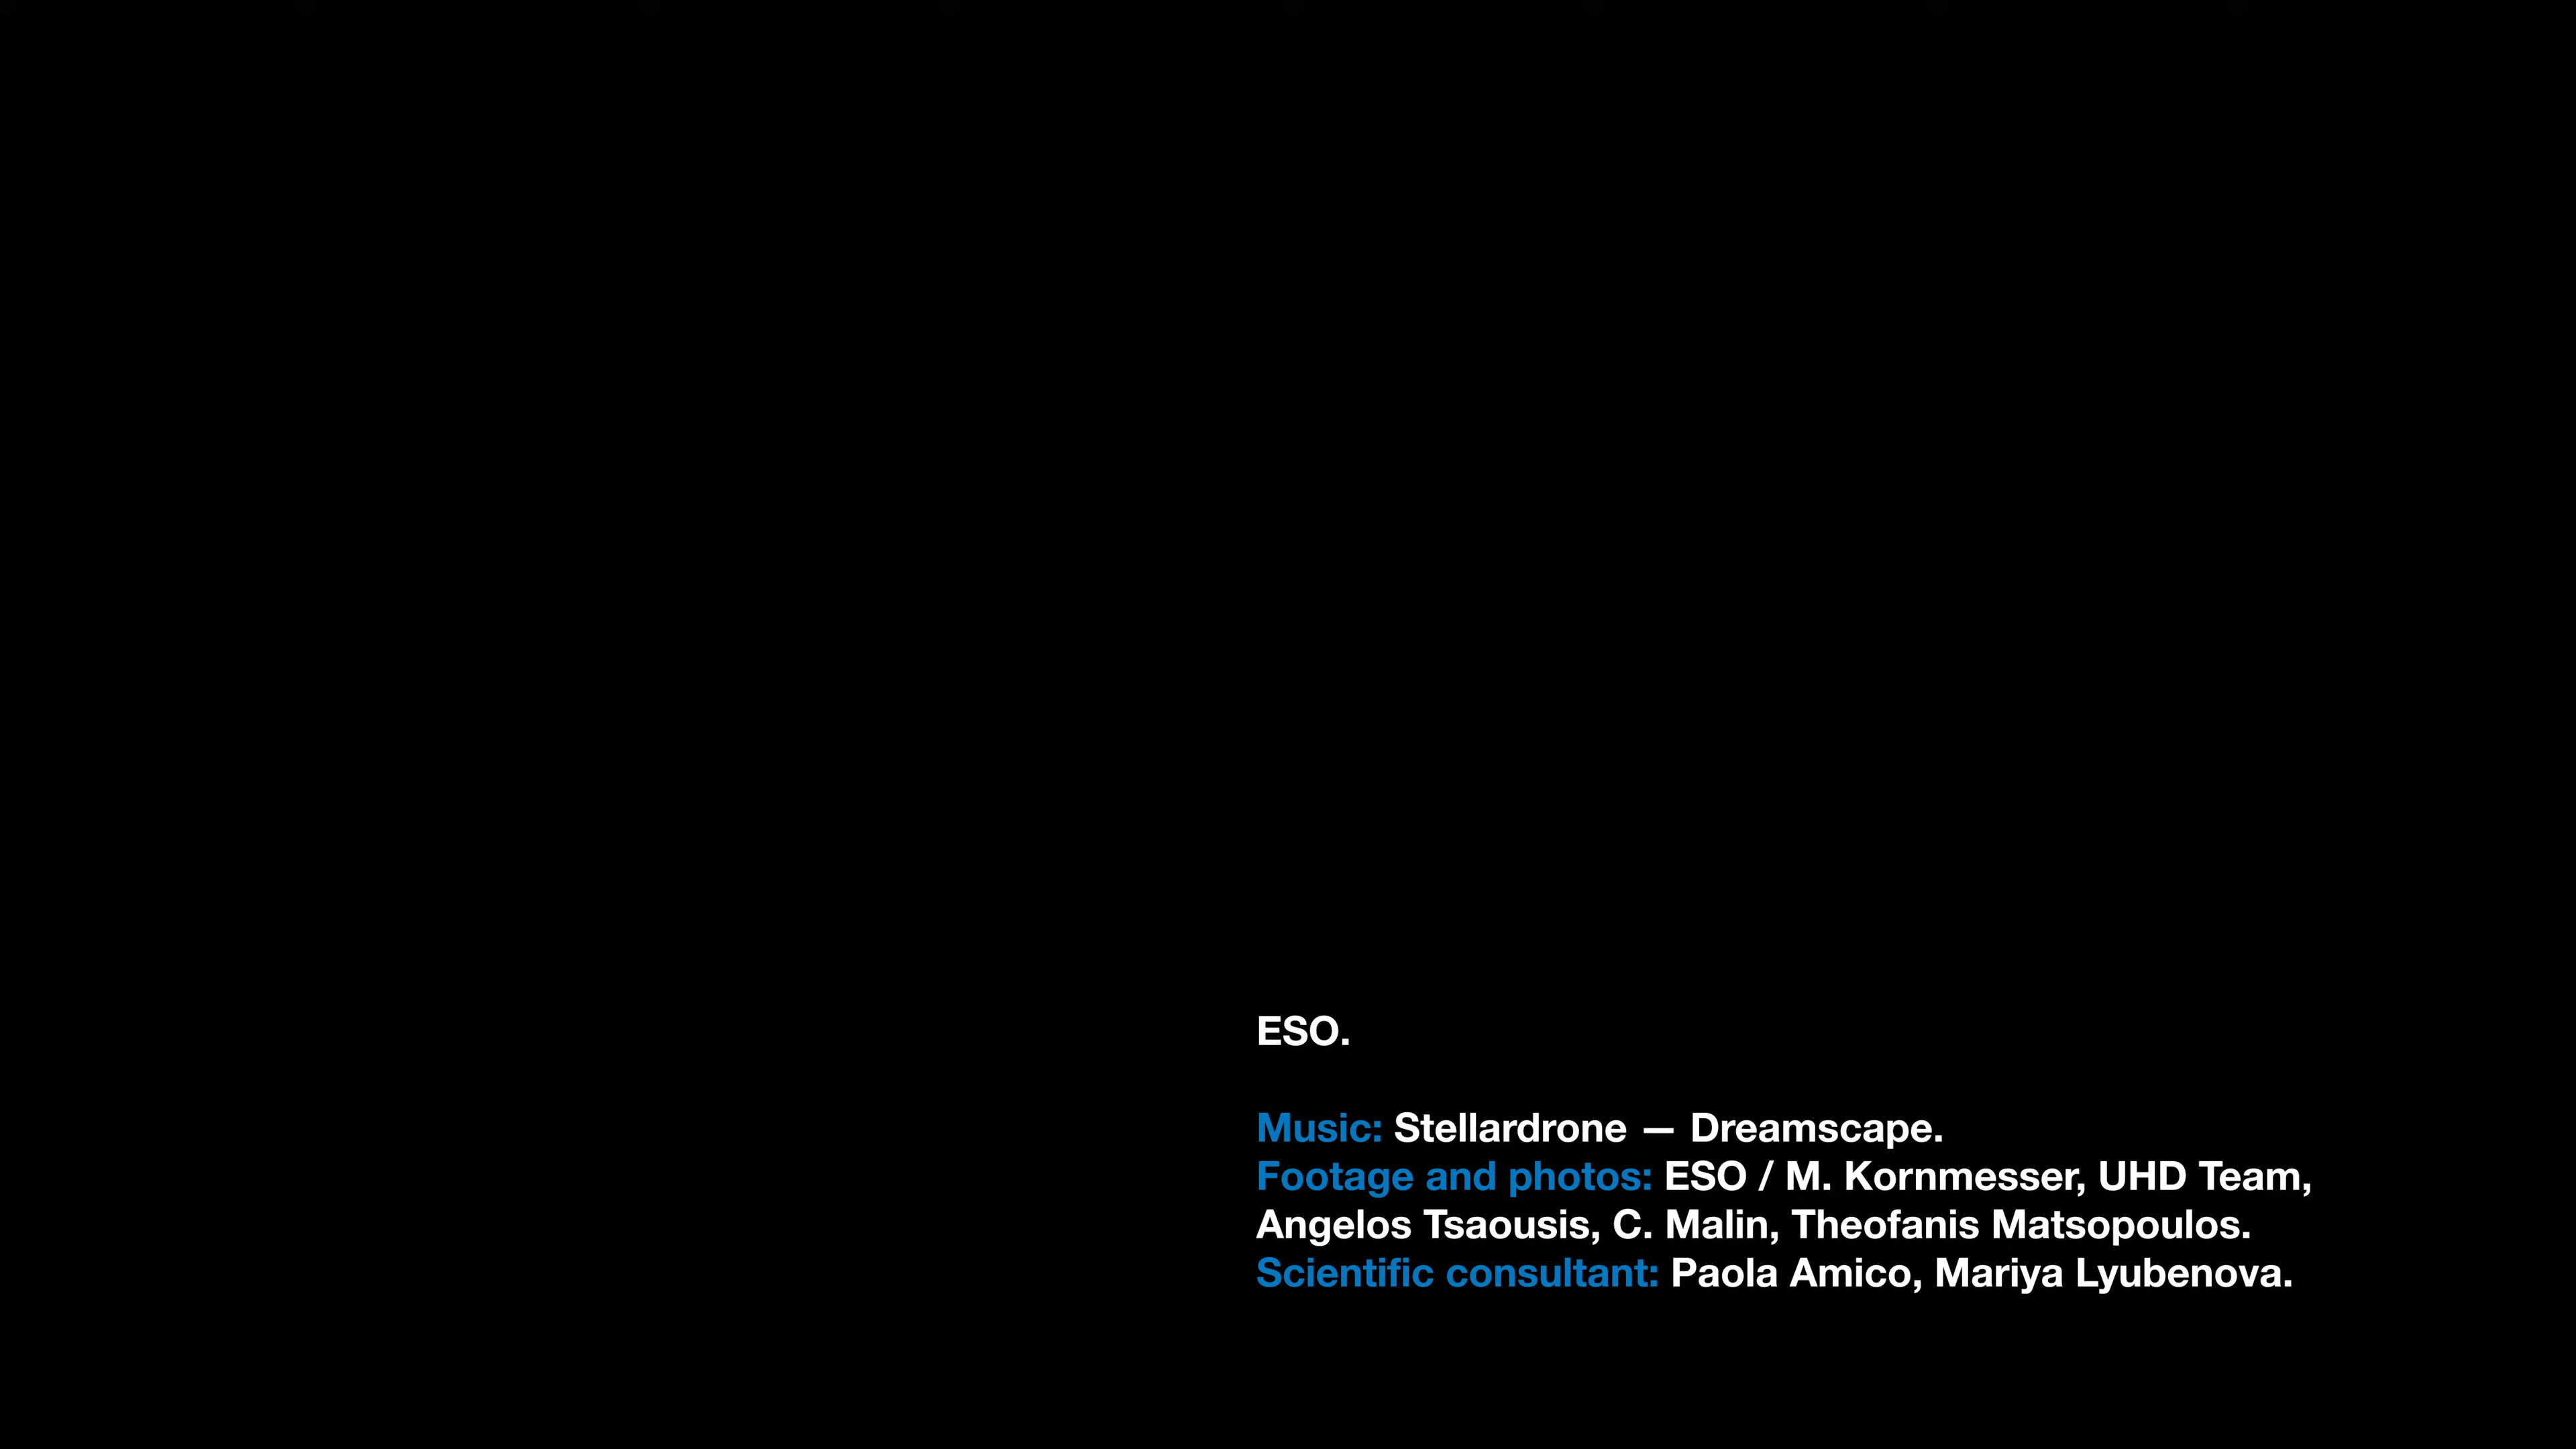 ESO.
Music: Stellardrone — Dreamscape.
Footage and photos: ESO / M. Kornmesser, UHD Team,
Angelos Tsaousis, C. Malin, Theofanis Matsopoulos.
Scientific consultant: Paola Amico, Mariya Lyubenova.